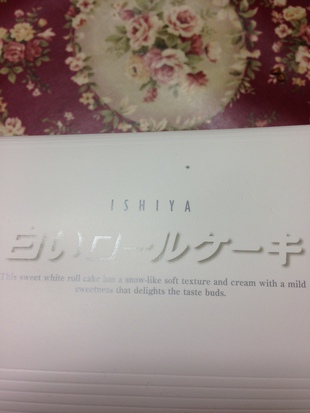 ISHIYA
白いロールケーキ
This sweet white roll cake has a snow-like soft texture and cream with a mild
sweetness that delights the taste buds.